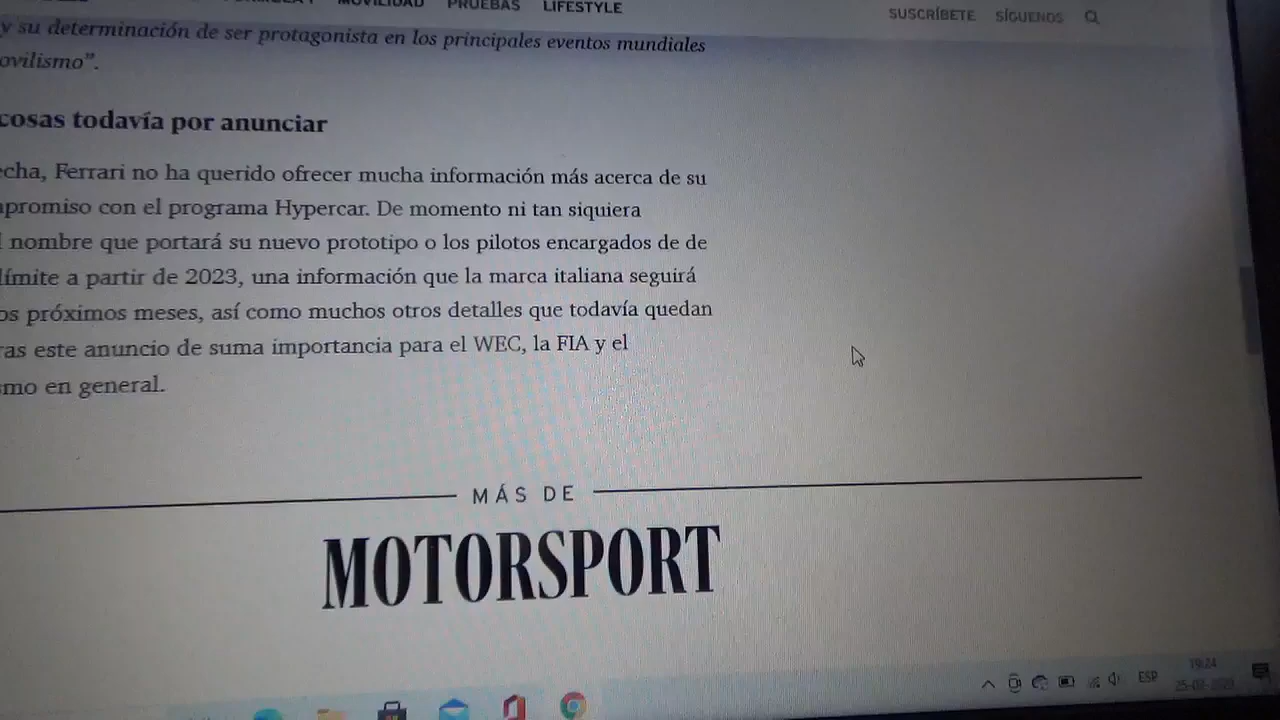 MOVILIDAD PRUEBAS LIFESTYLE
SUSCRÍBETE SÍGUENOS
y su determinación de ser protagonista en los principales eventos mundiales
ovilismo”.
cosas todavía por anunciar
echa, Ferrari no ha querido ofrecer mucha información más acerca de su
mpromiso con el programa Hypercar. De momento ni tan siquiera
l nombre que portará su nuevo prototipo o los pilotos encargados de de
límite a partir de 2023, una información que la marca italiana seguirá
os próximos meses, así como muchos otros detalles que todavía quedan
ras este anuncio de suma importancia para el WEC, la FIA y el
smo en general.
MÁS DE
MOTORSPORT
ESP
19:24